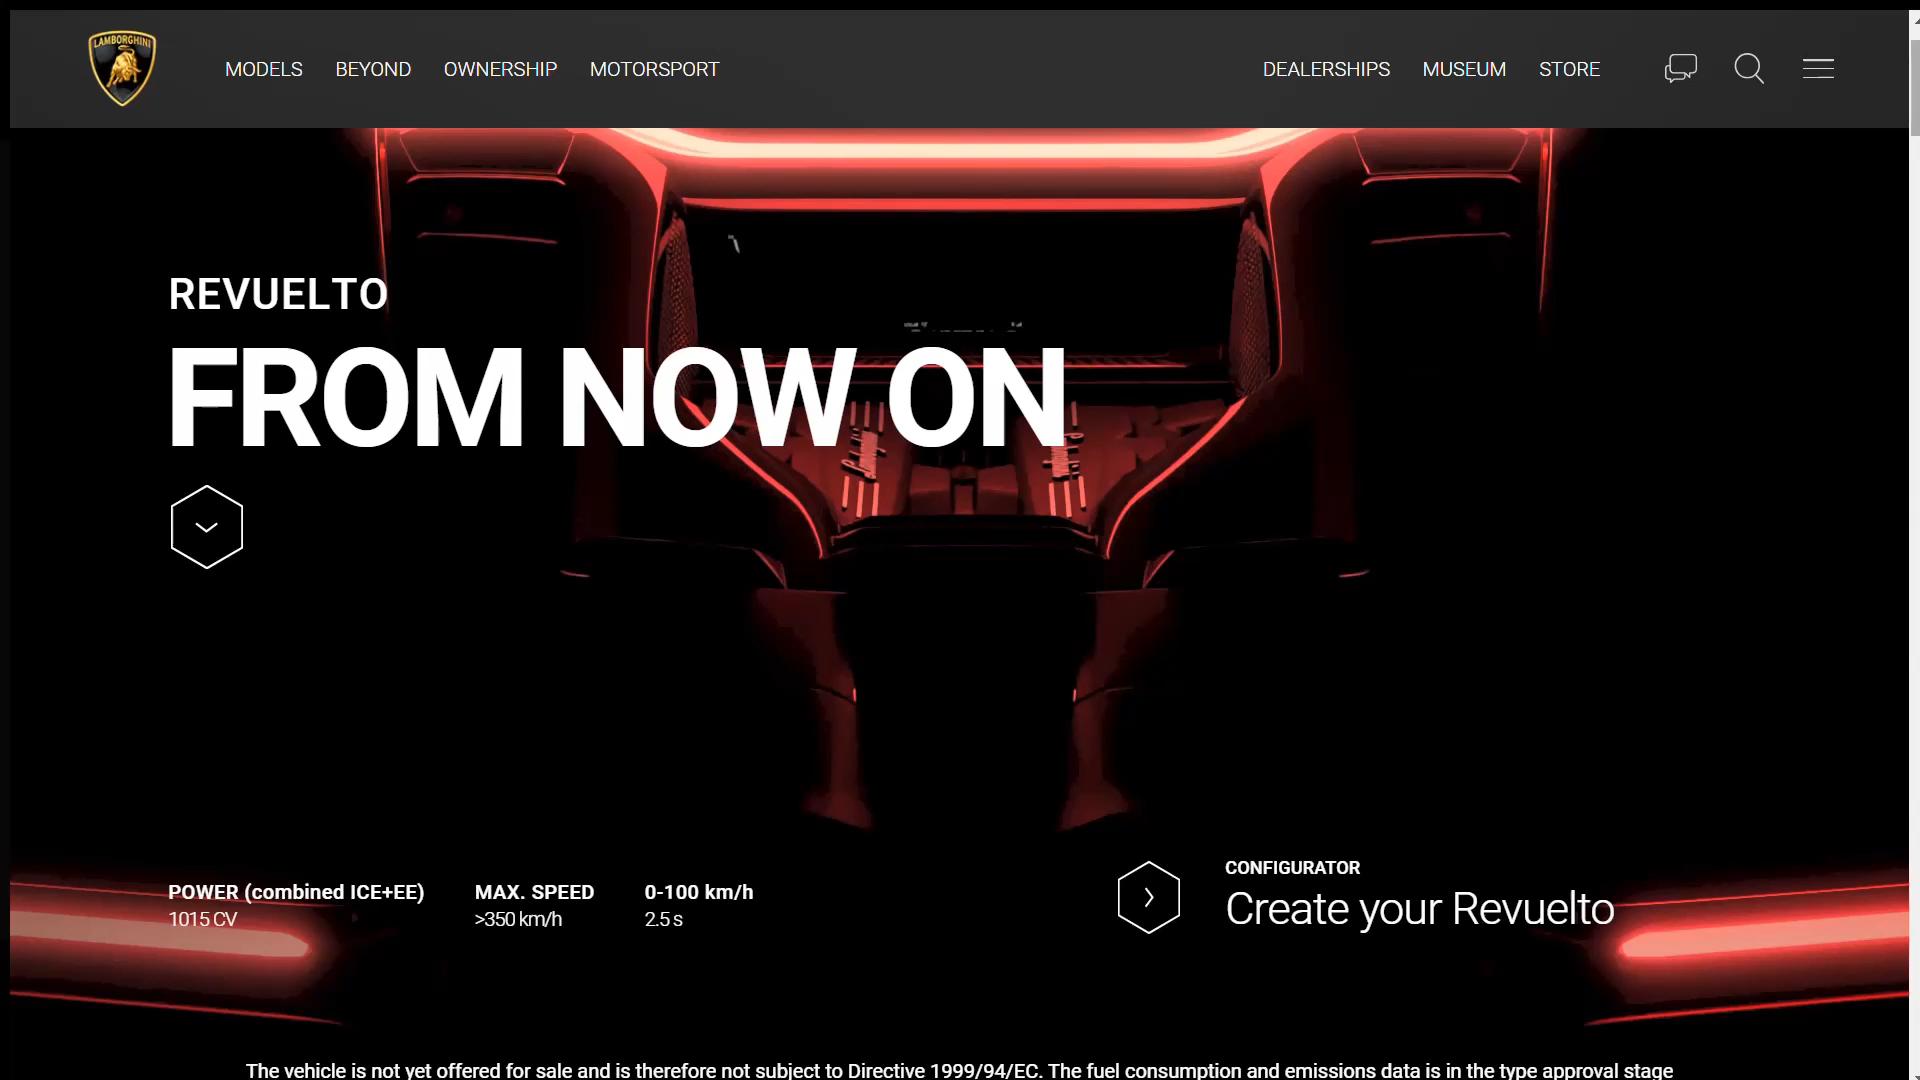 LAMBORGHINI
MODELS BEYOND OWNERSHIP MOTORSPORT DEALERSHIPS MUSEUM STORE
REVUELTO
FROM NOW ON
POWER (combined ICE+EE) MAX. SPEED 0-100 km/h
1015 CV >350 km/h 2.5 s
CONFIGURATOR
Create your Revuelto
The vehicle is not yet offered for sale and is therefore not subject to Directive 1999/94/EC. The fuel consumption and emissions data is in the type approval stage